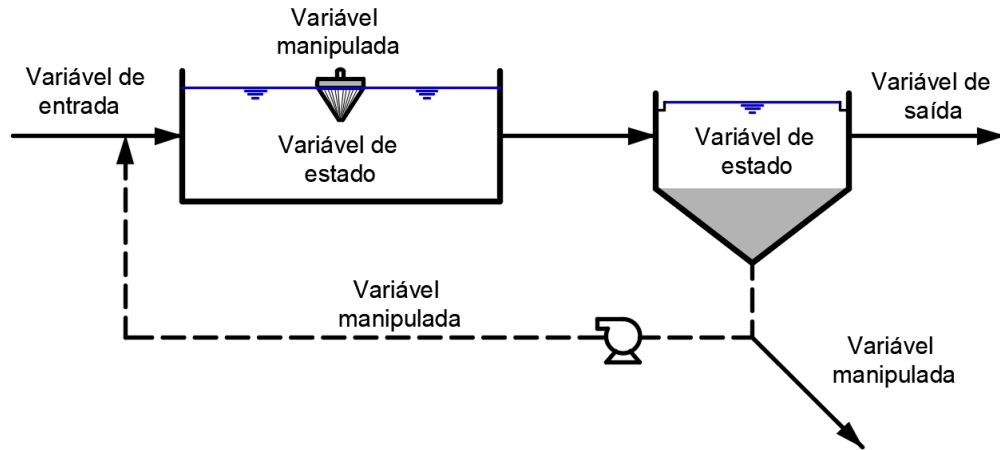 Variável
manipulada
Variável de
entrada
Variável de
estado
Variável de
estado
Variável de
saída
Variável
manipulada
Variável
manipulada